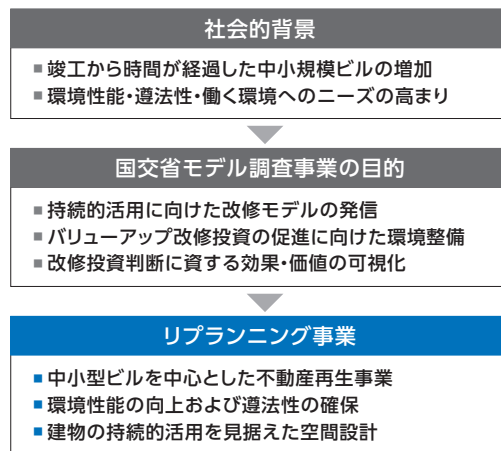 社会的背景
■竣工から時間が経過した中小規模ビルの増加
■環境性能・遵法性・働く環境へのニーズの高まり
国交省モデル調査事業の目的
■持続的活用に向けた改修モデルの発信
■バリューアップ改修投資の促進に向けた環境整備
■改修投資判断に資する効果・価値の可視化
リプランニング事業
■中小型ビルを中心とした不動産再生事業
■環境性能の向上および遵法性の確保
■建物の持続的活用を見据えた空間設計